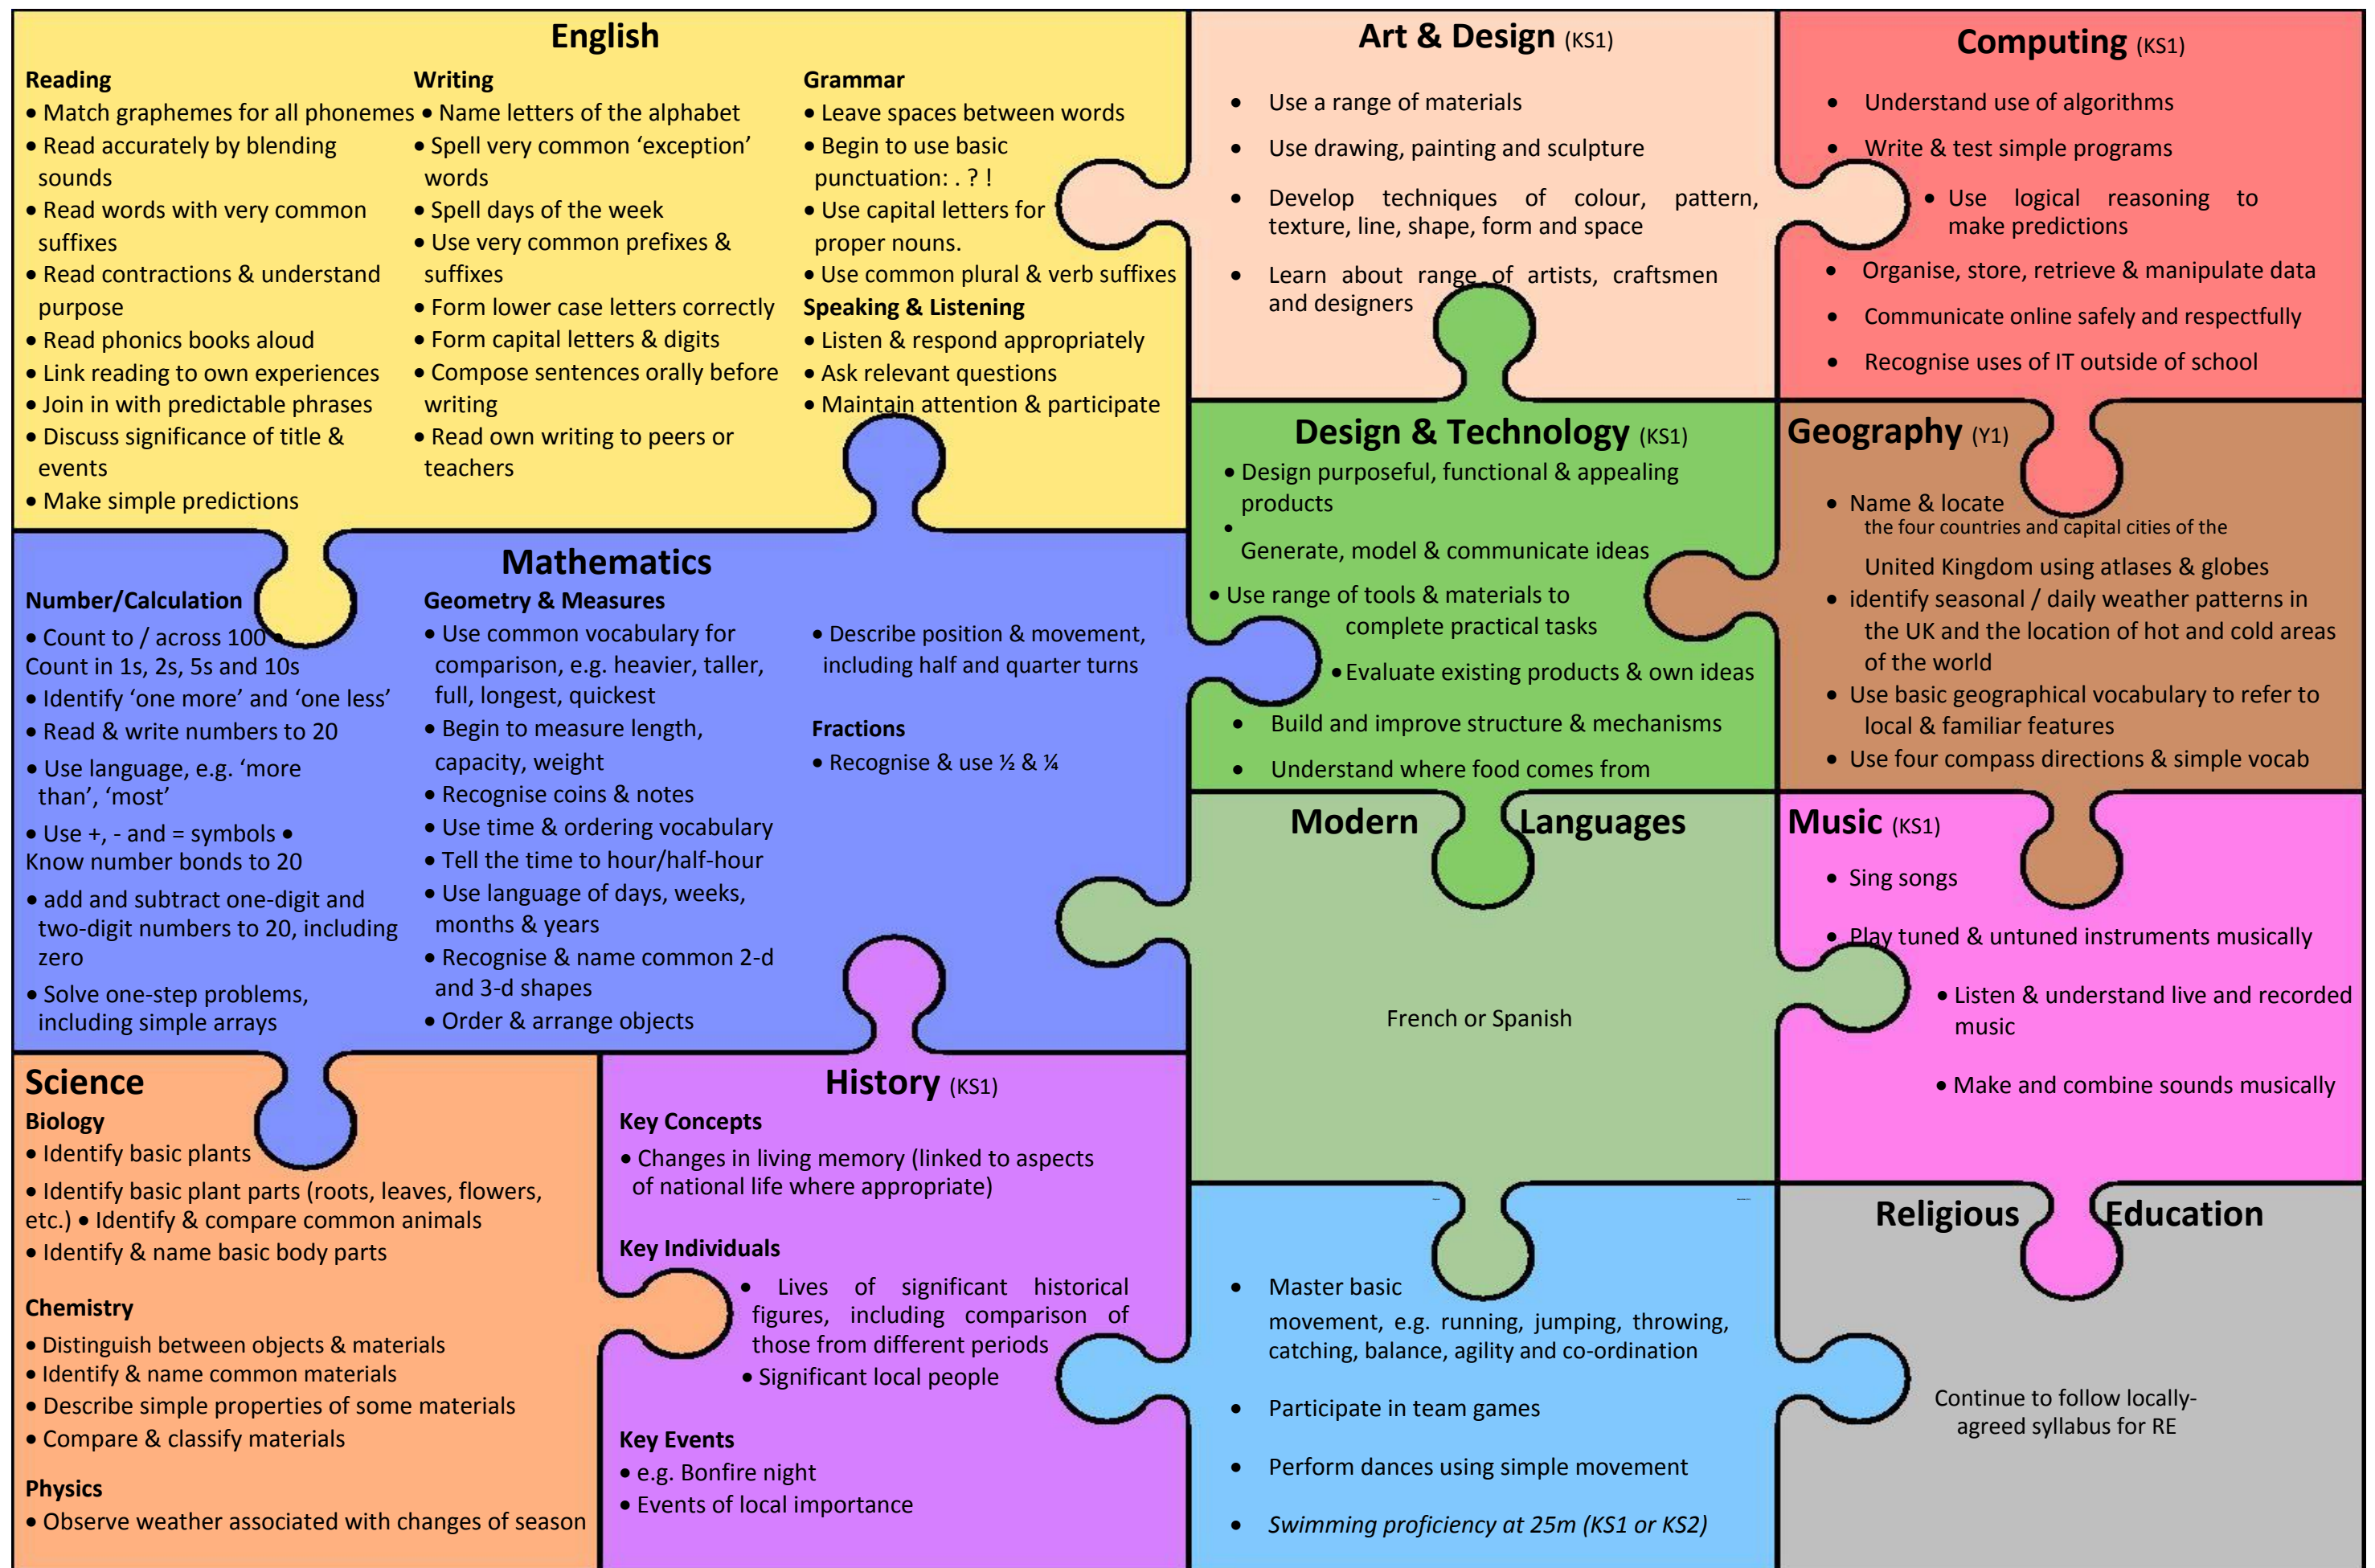 English
Reading
• Match graphemes for all phonemes
• Read accurately by blending
sounds
• Read words with very common
suffixes
• Read contractions & understand
purpose
• Read phonics books aloud
• Link reading to own experiences
• Join in with predictable phrases
• Discuss significance of title &
events
• Make simple predictions
Writing
• Name letters of the alphabet
• Spell very common ‘exception’
words
• Spell days of the week
• Use very common prefixes &
suffixes
• Form lower case letters correctly
• Form capital letters & digits
• Compose sentences orally before
writing
• Read own writing to peers or
teachers
Grammar
• Leave spaces between words
• Begin to use basic
punctuation: . ? !
• Use capital letters for
proper nouns.
• Use common plural & verb suffixes
Speaking & Listening
• Listen & respond appropriately
• Ask relevant questions
• Maintain attention & participate
Art & Design (KS1)
• Use a range of materials
• Use drawing, painting and sculpture
• Develop techniques of colour, pattern,
texture, line, shape, form and space
• Learn about range of artists, craftsmen
and designers
Computing (KS1)
• Understand use of algorithms
• Write & test simple programs
• Use logical reasoning to
make predictions
• Organise, store, retrieve & manipulate data
• Communicate online safely and respectfully
• Recognise uses of IT outside of school
Mathematics
Number/Calculation
• Count to / across 100 •
Count in 1s, 2s, 5s and 10s
• Identify ‘one more’ and ‘one less’
• Read & write numbers to 20
• Use language, e.g. ‘more
than’, ‘most’
• Use +, - and = symbols •
Know number bonds to 20
• add and subtract one-digit and
two-digit numbers to 20, including
zero
• Solve one-step problems,
including simple arrays
Geometry & Measures
• Use common vocabulary for
comparison, e.g. heavier, taller,
full, longest, quickest
• Begin to measure length,
capacity, weight
• Recognise coins & notes
• Use time & ordering vocabulary
• Tell the time to hour/half-hour
• Use language of days, weeks,
months & years
• Recognise & name common 2-d
and 3-d shapes
• Order & arrange objects
• Describe position & movement,
including half and quarter turns
Fractions
• Recognise & use ½ & ¼
Design & Technology (KS1)
• Design purposeful, functional & appealing
products
•
Generate, model & communicate ideas
• Use range of tools & materials to
complete practical tasks
• Evaluate existing products & own ideas
• Build and improve structure & mechanisms
• Understand where food comes from
Geography (Y1)
• Name & locate
the four countries and capital cities of the
United Kingdom using atlases & globes
• identify seasonal / daily weather patterns in
the UK and the location of hot and cold areas
of the world
• Use basic geographical vocabulary to refer to
local & familiar features
• Use four compass directions & simple vocab
Modern Languages
French or Spanish
Music (KS1)
• Sing songs
• Play tuned & untuned instruments musically
• Listen & understand live and recorded
music
• Make and combine sounds musically
Science
Biology
• Identify basic plants
• Identify basic plant parts (roots, leaves, flowers,
etc.) • Identify & compare common animals
• Identify & name basic body parts
Chemistry
• Distinguish between objects & materials
• Identify & name common materials
• Describe simple properties of some materials
• Compare & classify materials
Physics
• Observe weather associated with changes of season
History (KS1)
Key Concepts
• Changes in living memory (linked to aspects
of national life where appropriate)
Key Individuals
• Lives of significant historical
figures, including comparison of
those from different periods
• Significant local people
Key Events
• e.g. Bonfire night
• Events of local importance
• Master basic
movement, e.g. running, jumping, throwing,
catching, balance, agility and co-ordination
• Participate in team games
• Perform dances using simple movement
• Swimming proficiency at 25m (KS1 or KS2)
Religious Education
Continue to follow locally-
agreed syllabus for RE